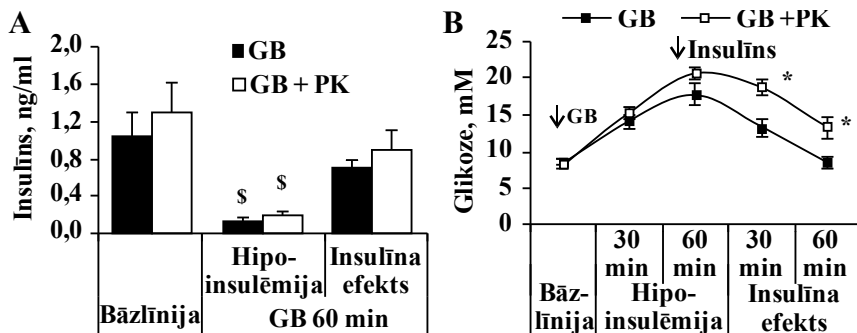 A
Insulīns, ng/ml
2,0
1,6
1,2
0,8
0,4
0,0
GB
GB + PK
$ $
Bāzlīnija
Hipo-
insulēmija
Insulīna
efekts
GB 60 min
B
GB GB +PK
Insulīns
GB
Glikoze, mM
25
20
15
10
5
0
*
*
30
min
60
min
30
min
60
min
Bāz-
līnija
Hipo-
insulēmija
Insulīna
efekts